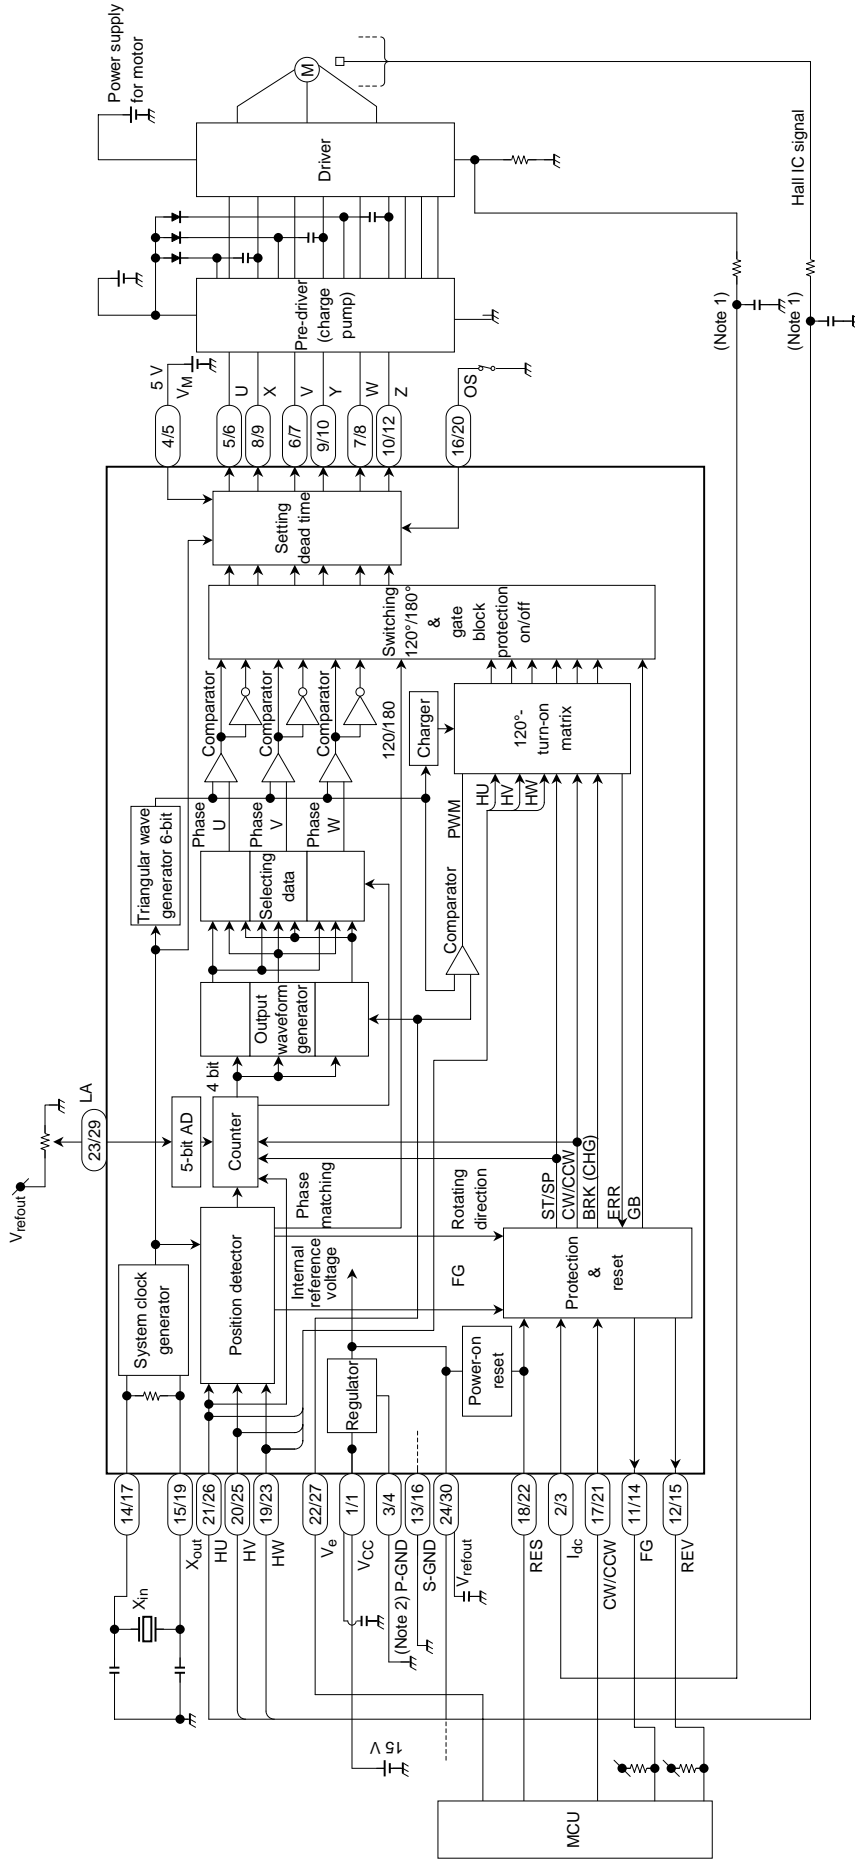 Vrefout
LA
23/29
14/17
15/19
Xin
Xout
21/26
HU
20/25
HV
19/23
HW
22/27
Ve
1/1
VCC
15 V
3/4
(Note 2) P-GND
13/16
S-GND
24/30
Vrefout
18/22
RES
2/3
Idc
17/21
CW/CCW
11/14
FG
12/15
REV
MCU
System clock
generator
Position detector
Regulator
Internal
reference
voltage
Power-on
reset
Protection
&
reset
FG
Rotating
direction
Phase
matching
5-bit AD
Counter
4 bit
Output
waveform
generator
Selecting
data
Triangular wave
generator 6-bit
Phase
U
Phase
V
Phase
W
Comparator
Comparator
Comparator
120/180
Comparator
PWM
HU
HV
HW
Charger
120°-
turn-on
matrix
ST/SP
CW/CCW
BRK (CHG)
ERR
GB
Switching
120°/180°
&
gate
block
protection
on/off
Setting
dead time
4/5
5 V
VM
5/6
U
8/9
X
6/7
V
9/10
Y
7/8
W
10/12
Z
16/20
OS
Pre-driver
(charge
pump)
Driver
Power supply
for motor
M
Hall IC signal
(Note 1)
(Note 1)